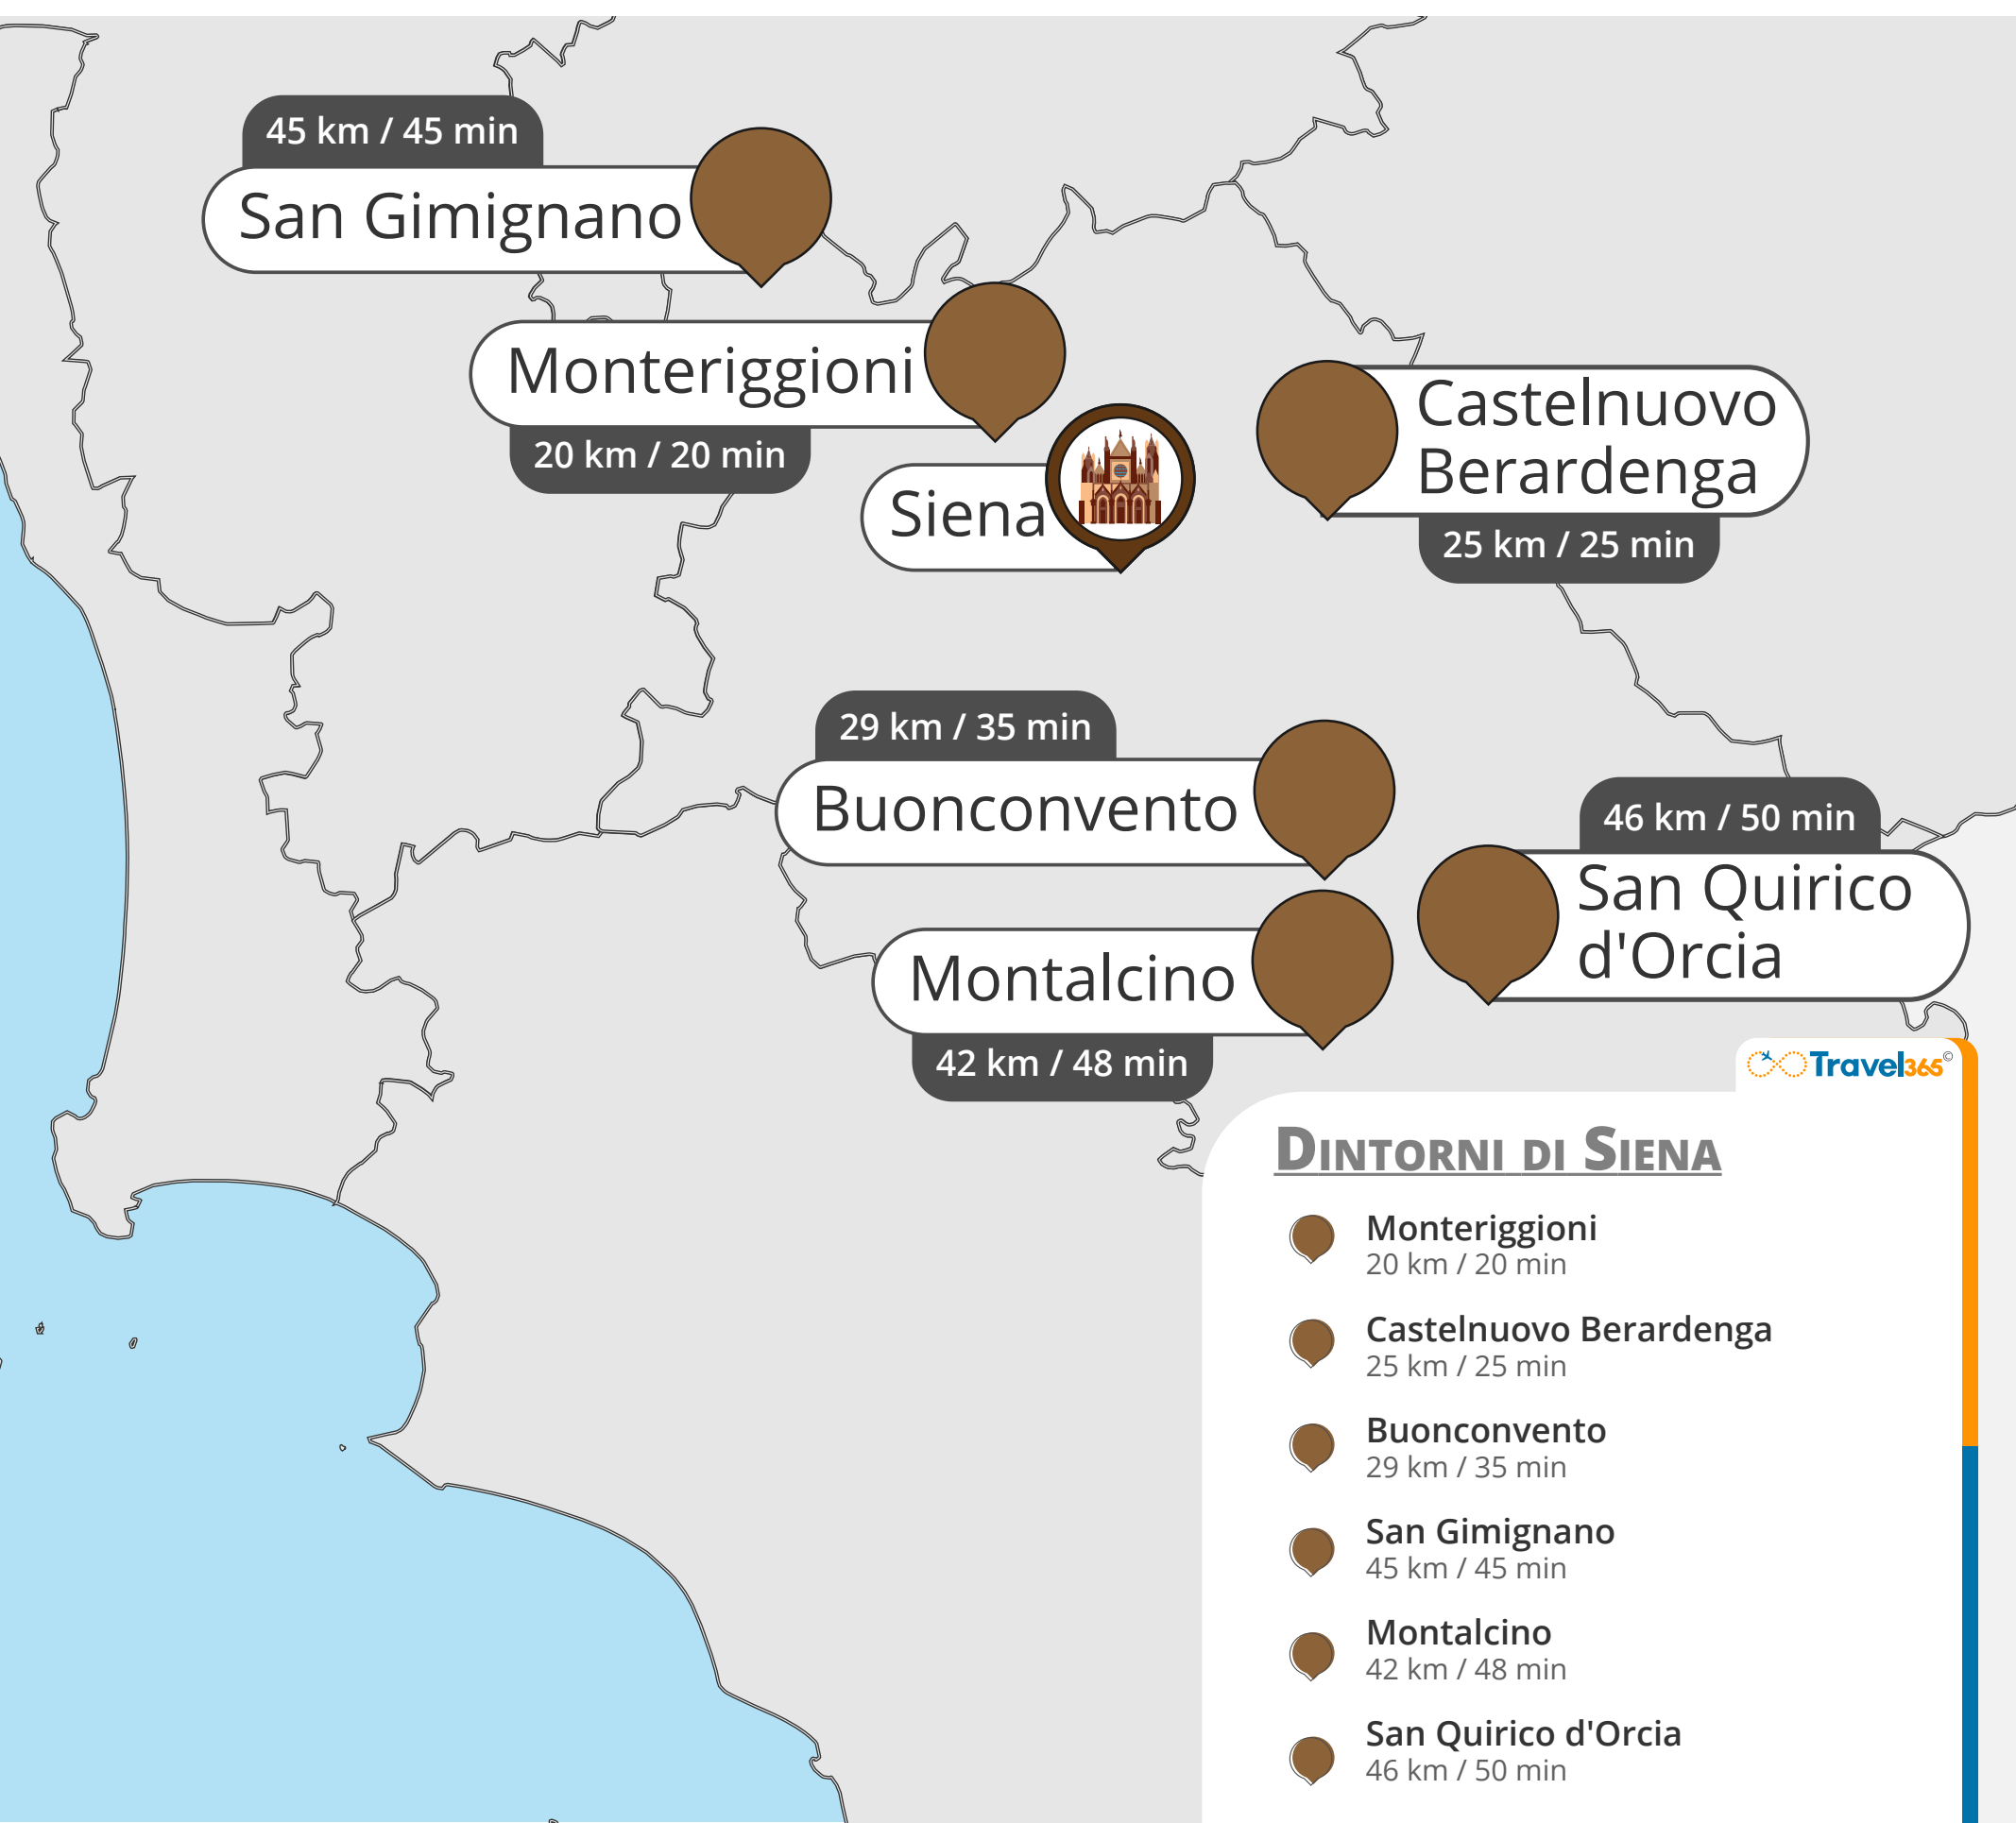 45 km / 45 min
San Gimignano
Monteriggioni
20 km / 20 min
Siena
Castelnuovo
Berardenga
25 km / 25 min
29 km / 35 min
Buonconvento
46 km / 50 min
San Quirico
d'Orcia
Montalcino
42 km / 48 min
Travel365©
Dintorni di Siena
Monteriggioni
20 km / 20 min
Castelnuovo Berardenga
25 km / 25 min
Buonconvento
29 km / 35 min
San Gimignano
45 km / 45 min
Montalcino
42 km / 48 min
San Quirico d'Orcia
46 km / 50 min